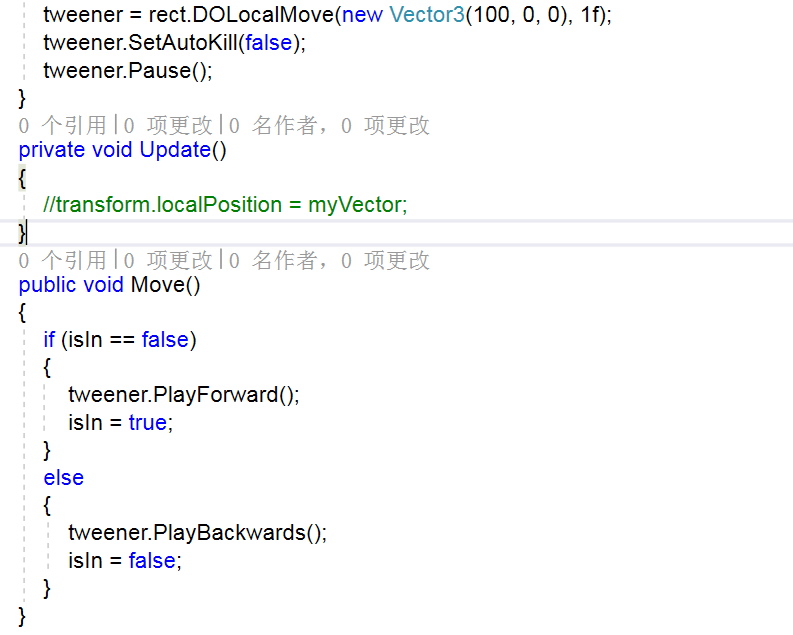 tweener = rect.DOLocalMove(new Vector3(100, 0, 0), 1f);
tweener.SetAutoKill(false);
tweener.Pause();
}
0 个引用|0 项更改|0 名作者，0 项更改
private void Update()
{
//transform.localPosition = myVector;
}
0 个引用|0 项更改|0 名作者，0 项更改
public void Move()
{
if (isIn == false)
{
tweener.PlayForward();
isIn = true;
}
else
{
tweener.PlayBackwards();
isIn = false;
}
}